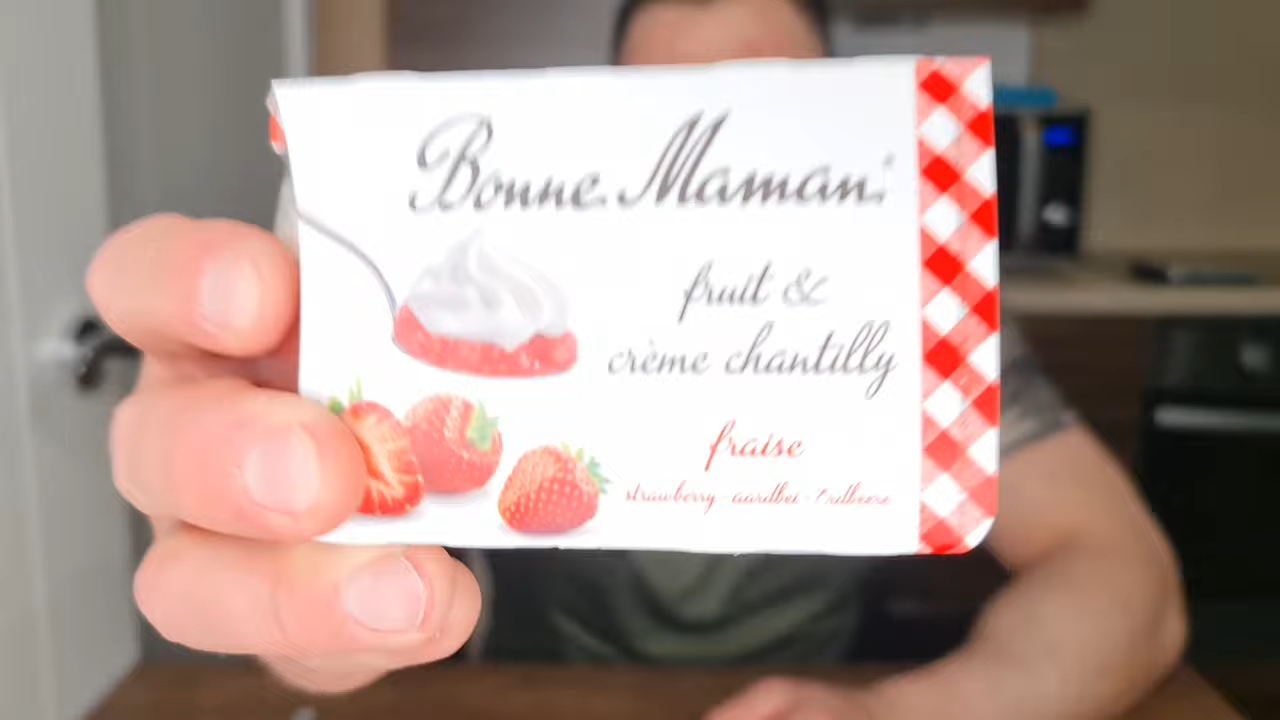 Bonne Maman
fruit &
crème chantilly
fraise
strawberry - aardbei - Erdbeere